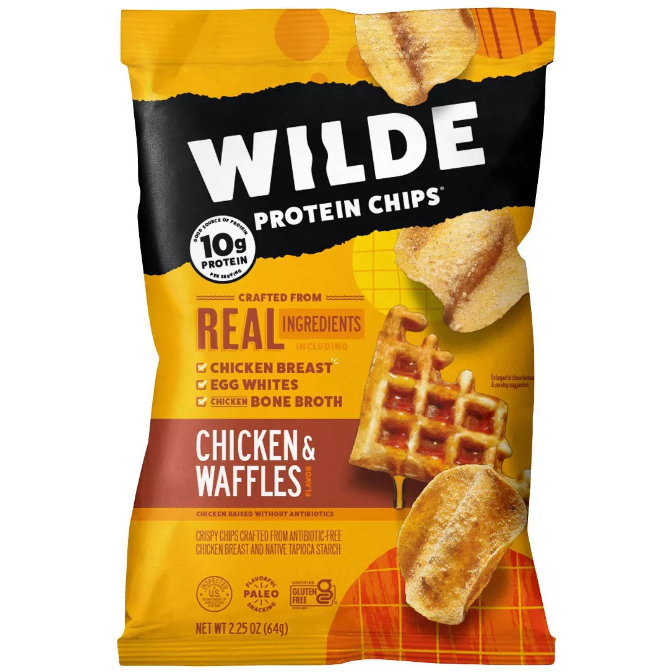 WILDE
PROTEIN CHIPS®
GOOD SOURCE OF PROTEIN
10g
PROTEIN
PER SERVING
CRAFTED FROM
REAL INGREDIENTS
INCLUDING
CHICKEN BREAST
EGG WHITES
CHICKEN BONE BROTH
CHICKEN &
WAFFLES
FLAVOR
CHICKEN RAISED WITHOUT ANTIBIOTICS
CRISPY CHIPS CRAFTED FROM ANTIBIOTIC-FREE
CHICKEN BREAST AND NATIVE TAPIOCA STARCH
INSPECTED
U.S.
FLAVORFUL
PALEO
SNACKING
CERTIFIED
GLUTEN
FREE
NET WT 2.25 OZ (64g)